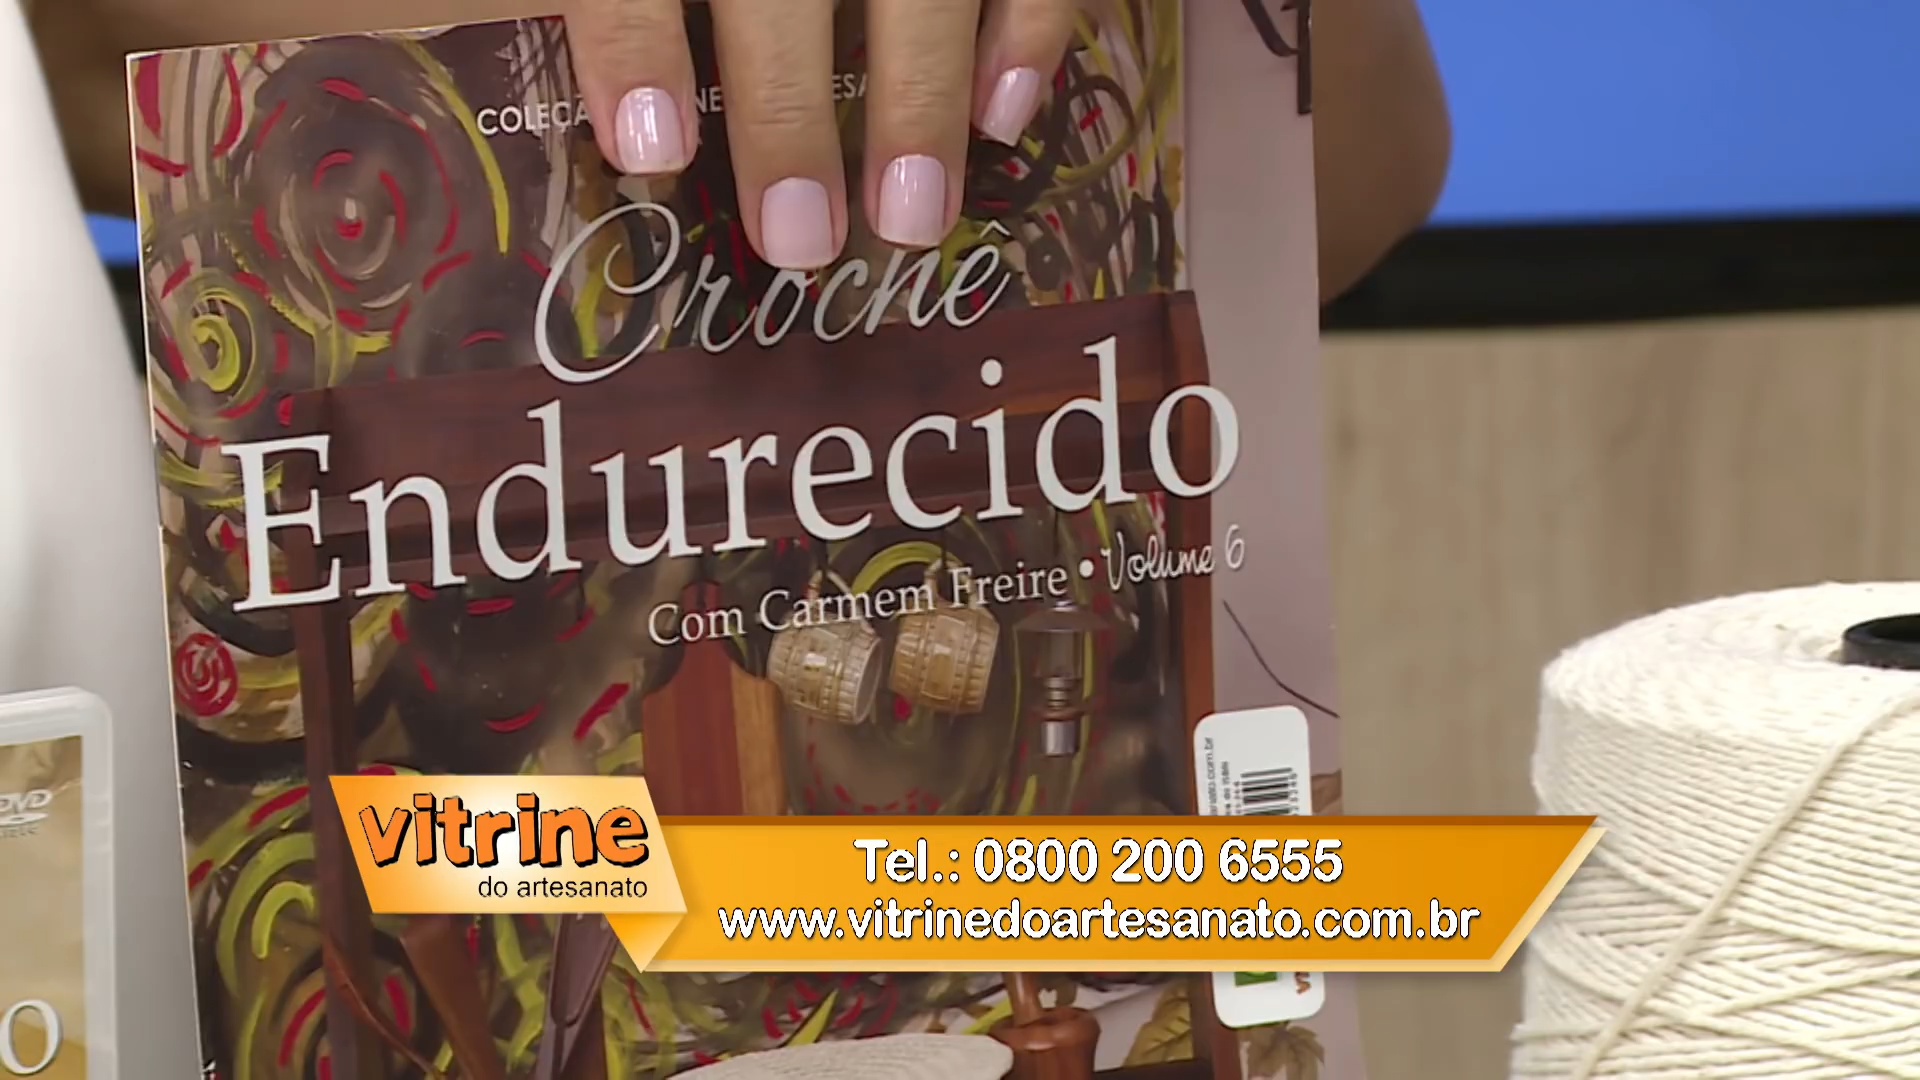 COLEÇÃ
Crochê
Endurecido
Com Carmem Freire • Volume 6
DVD
vitrine
do artesanato
Tel.: 0800 200 6555
www.vitrinedoartesanato.com.br
O